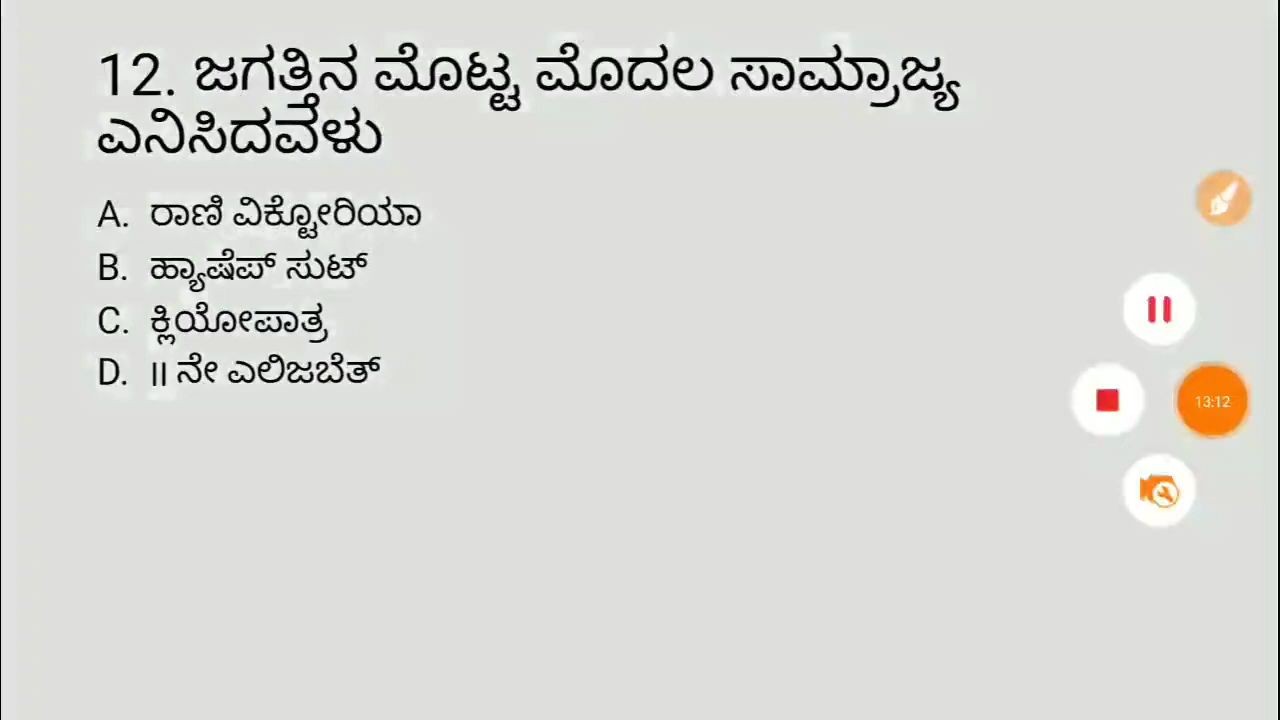 12. ಜಗತ್ತಿನ ಮೊಟ್ಟ ಮೊದಲ ಸಾಮ್ರಾಜ್ಯ
ಎನಿಸಿದವಳು
A. ರಾಣಿ ವಿಕ್ಟೋರಿಯಾ
B. ಹ್ಯಾಷೆಪ್ ಸುಟ್
C. ಕ್ಲಿಯೋಪಾತ್ರ
D. II ನೇ ಎಲಿಜಬೆತ್
13:12